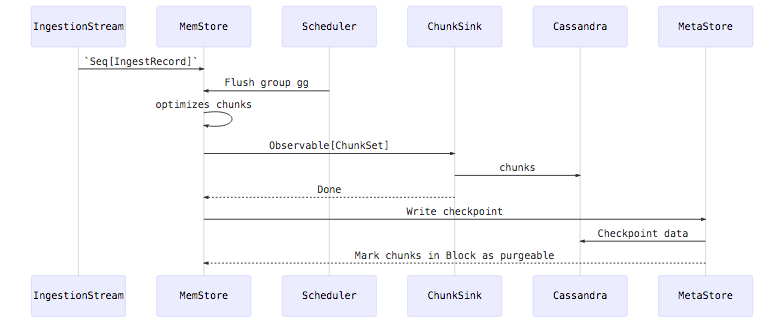 IngestionStream
MemStore
Scheduler
ChunkSink
Cassandra
MetaStore
`Seq[IngestRecord]`
Flush group gg
optimizes chunks
Observable[ChunkSet]
chunks
Done
Write checkpoint
Checkpoint data
Mark chunks in Block as purgeable
IngestionStream
MemStore
Scheduler
ChunkSink
Cassandra
MetaStore